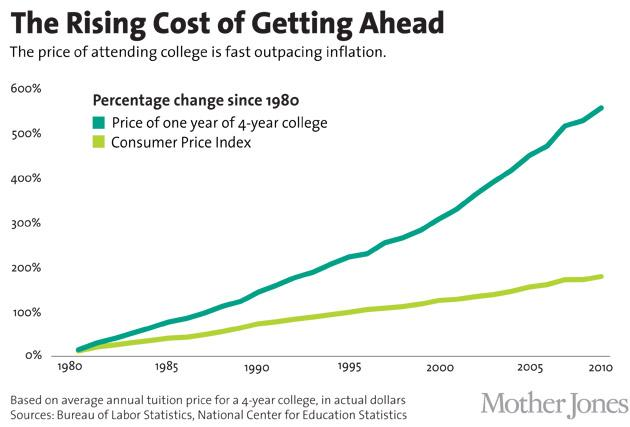 The Rising Cost of Getting Ahead
The price of attending college is fast outpacing inflation.
600%
Percentage change since 1980
Price of one year of 4-year college
Consumer Price Index
500%
400%
300%
200%
100%
0%
1980 1985 1990 1995 2000 2005 2010
Based on average annual tuition price for a 4-year college, in actual dollars
Sources: Bureau of Labor Statistics, National Center for Education Statistics
Mother Jones